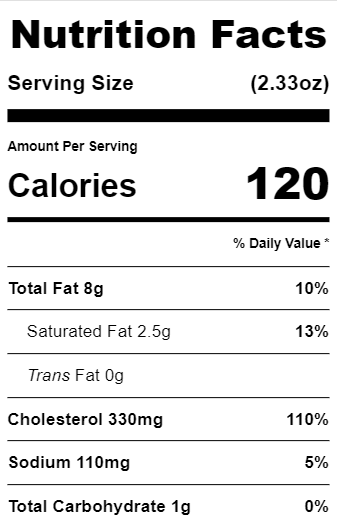 Nutrition Facts
Serving Size (2.33oz)
Amount Per Serving
Calories 120
% Daily Value *
Total Fat 8g 10%
Saturated Fat 2.5g 13%
Trans Fat 0g
Cholesterol 330mg 110%
Sodium 110mg 5%
Total Carbohydrate 1g 0%